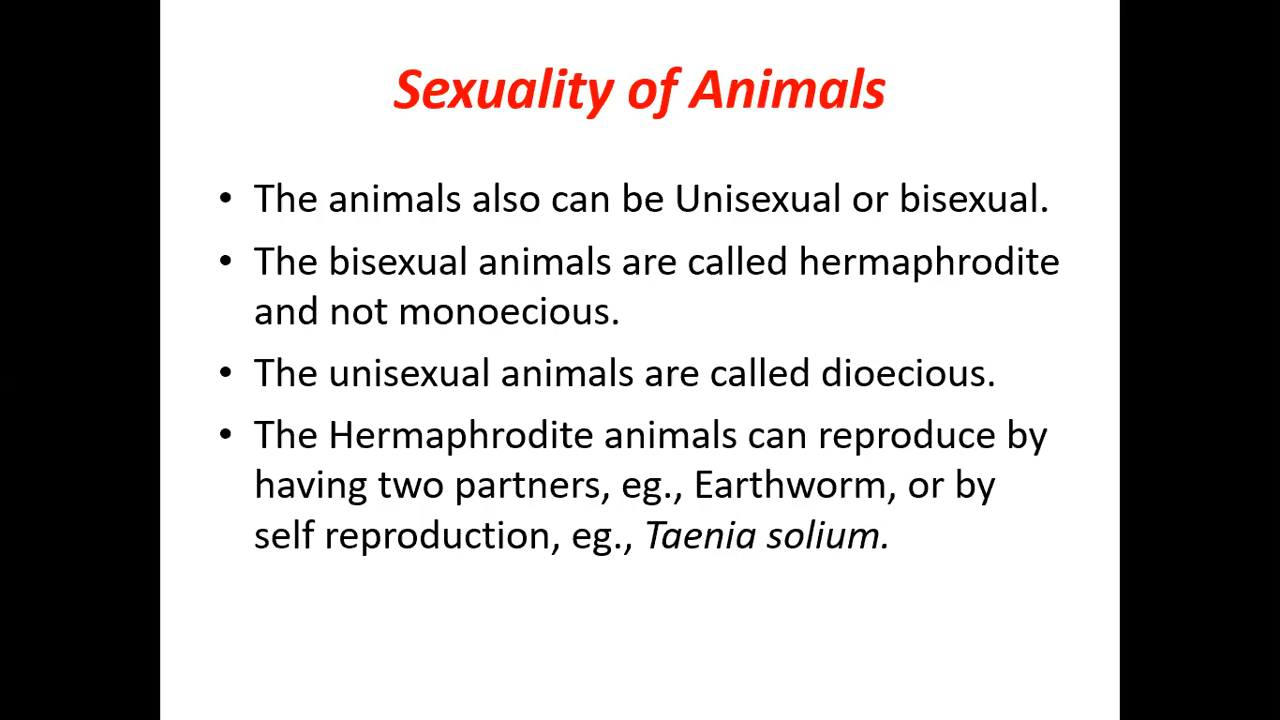 Sexuality of Animals
• The animals also can be Unisexual or bisexual.
• The bisexual animals are called hermaphrodite
and not monoecious.
• The unisexual animals are called dioecious.
• The Hermaphrodite animals can reproduce by
having two partners, eg., Earthworm, or by
self reproduction, eg., Taenia solium.